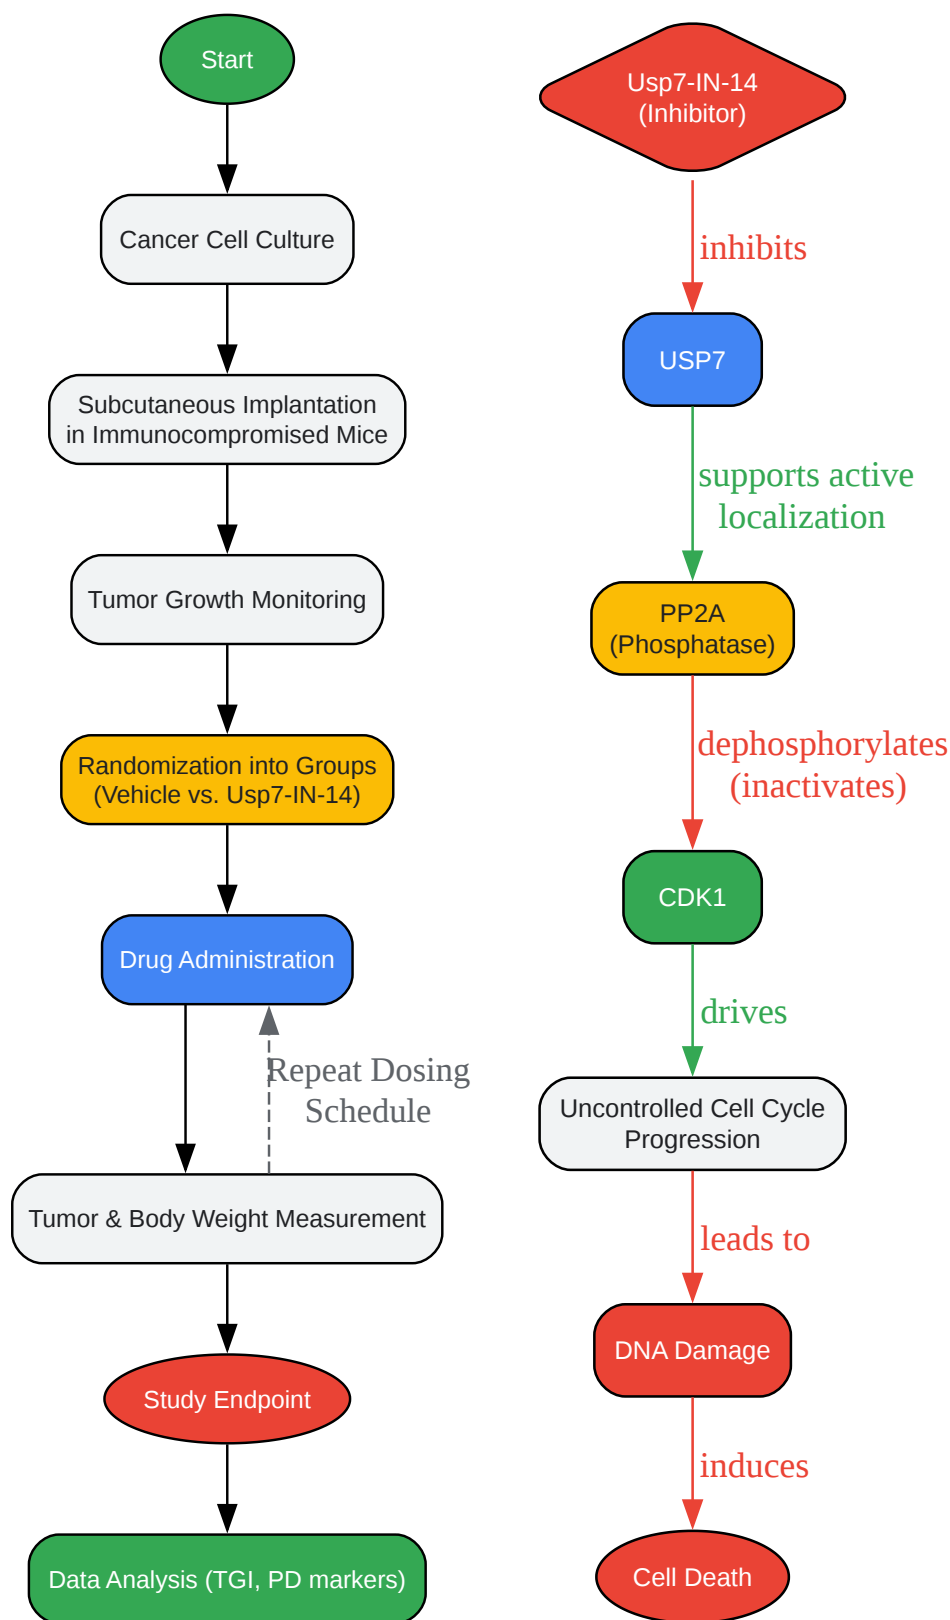 Start
Cancer Cell Culture
Subcutaneous Implantation
in Immunocompromised Mice
Tumor Growth Monitoring
Randomization into Groups
(Vehicle vs. Usp7-IN-14)
Drug Administration
Repeat Dosing
Schedule
Tumor & Body Weight Measurement
Study Endpoint
Data Analysis (TGI, PD markers)
Usp7-IN-14
(Inhibitor)
inhibits
USP7
supports active
localization
PP2A
(Phosphatase)
dephosphorylates
(inactivates)
CDK1
drives
Uncontrolled Cell Cycle
Progression
leads to
DNA Damage
induces
Cell Death